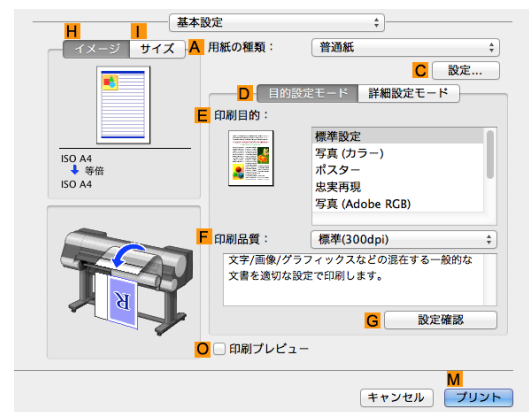 基本設定
H I
イメージ サイズ
A 用紙の種類： 普通紙
C 設定...
D 目的設定モード 詳細設定モード
E 印刷目的：
標準設定
写真 (カラー)
ポスター
忠実再現
写真 (Adobe RGB)
ISO A4
等倍
ISO A4
F 印刷品質： 標準(300dpi)
文字/画像/グラフィックスなどの混在する一般的な
文書を適切な設定で印刷します。
R
G 設定確認
O 印刷プレビュー
M
キャンセル プリント